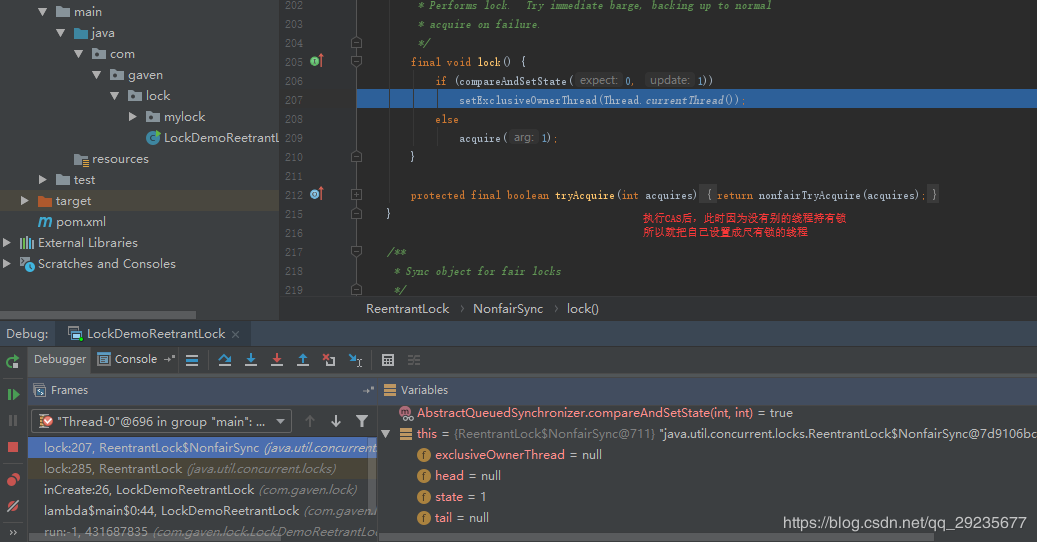 main
java
com
gaven
lock
mylock
LockDemoReetrantL
resources
test
target
pom.xml
External Libraries
Scratches and Consoles
202 * Performs lock. Try immediate barge, backing up to normal
203 * acquire on failure.
204 */
205 final void lock() {
206 if (compareAndSetState( expect: 0, update: 1))
207 setExclusiveOwnerThread(Thread.currentThread());
208 else
209 acquire( arg: 1);
210 }
211
212 protected final boolean tryAcquire(int acquires) { return nonfairTryAcquire(acquires); }
215 }
执行CAS后，此时因为没有别的线程持有锁
216
所以就把自己设置成尺有锁的线程
217 /**
218 * Sync object for fair locks
219 */
ReentrantLock › NonfairSync › lock()
Debug: LockDemoReetrantLock ×
Debugger Console
Frames
Variables
"Thread-0"@696 in group "main": ...
lock:207, ReentrantLock$NonfairSync (java.util.concurrent.
lock:285, ReentrantLock (java.util.concurrent.locks)
inCreate:26, LockDemoReetrantLock (com.gaven.lock)
lambda$main$0:44, LockDemoReetrantLock (com.gaven.
run:-1, 431687835 (com.gaven.lock.LockDemoReetrantLo
AbstractQueuedSynchronizer.compareAndSetState(int, int) = true
this = {ReentrantLock$NonfairSync@711} "java.util.concurrent.locks.ReentrantLock$NonfairSync@7d9106bc
exclusiveOwnerThread = null
head = null
state = 1
tail = null
https://blog.csdn.net/qq_29235677